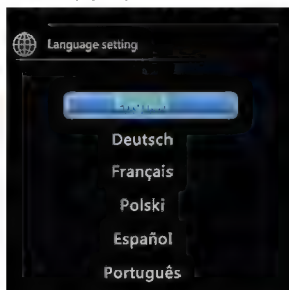 Language setting
Deutsch
Français
Polski
Español
Português